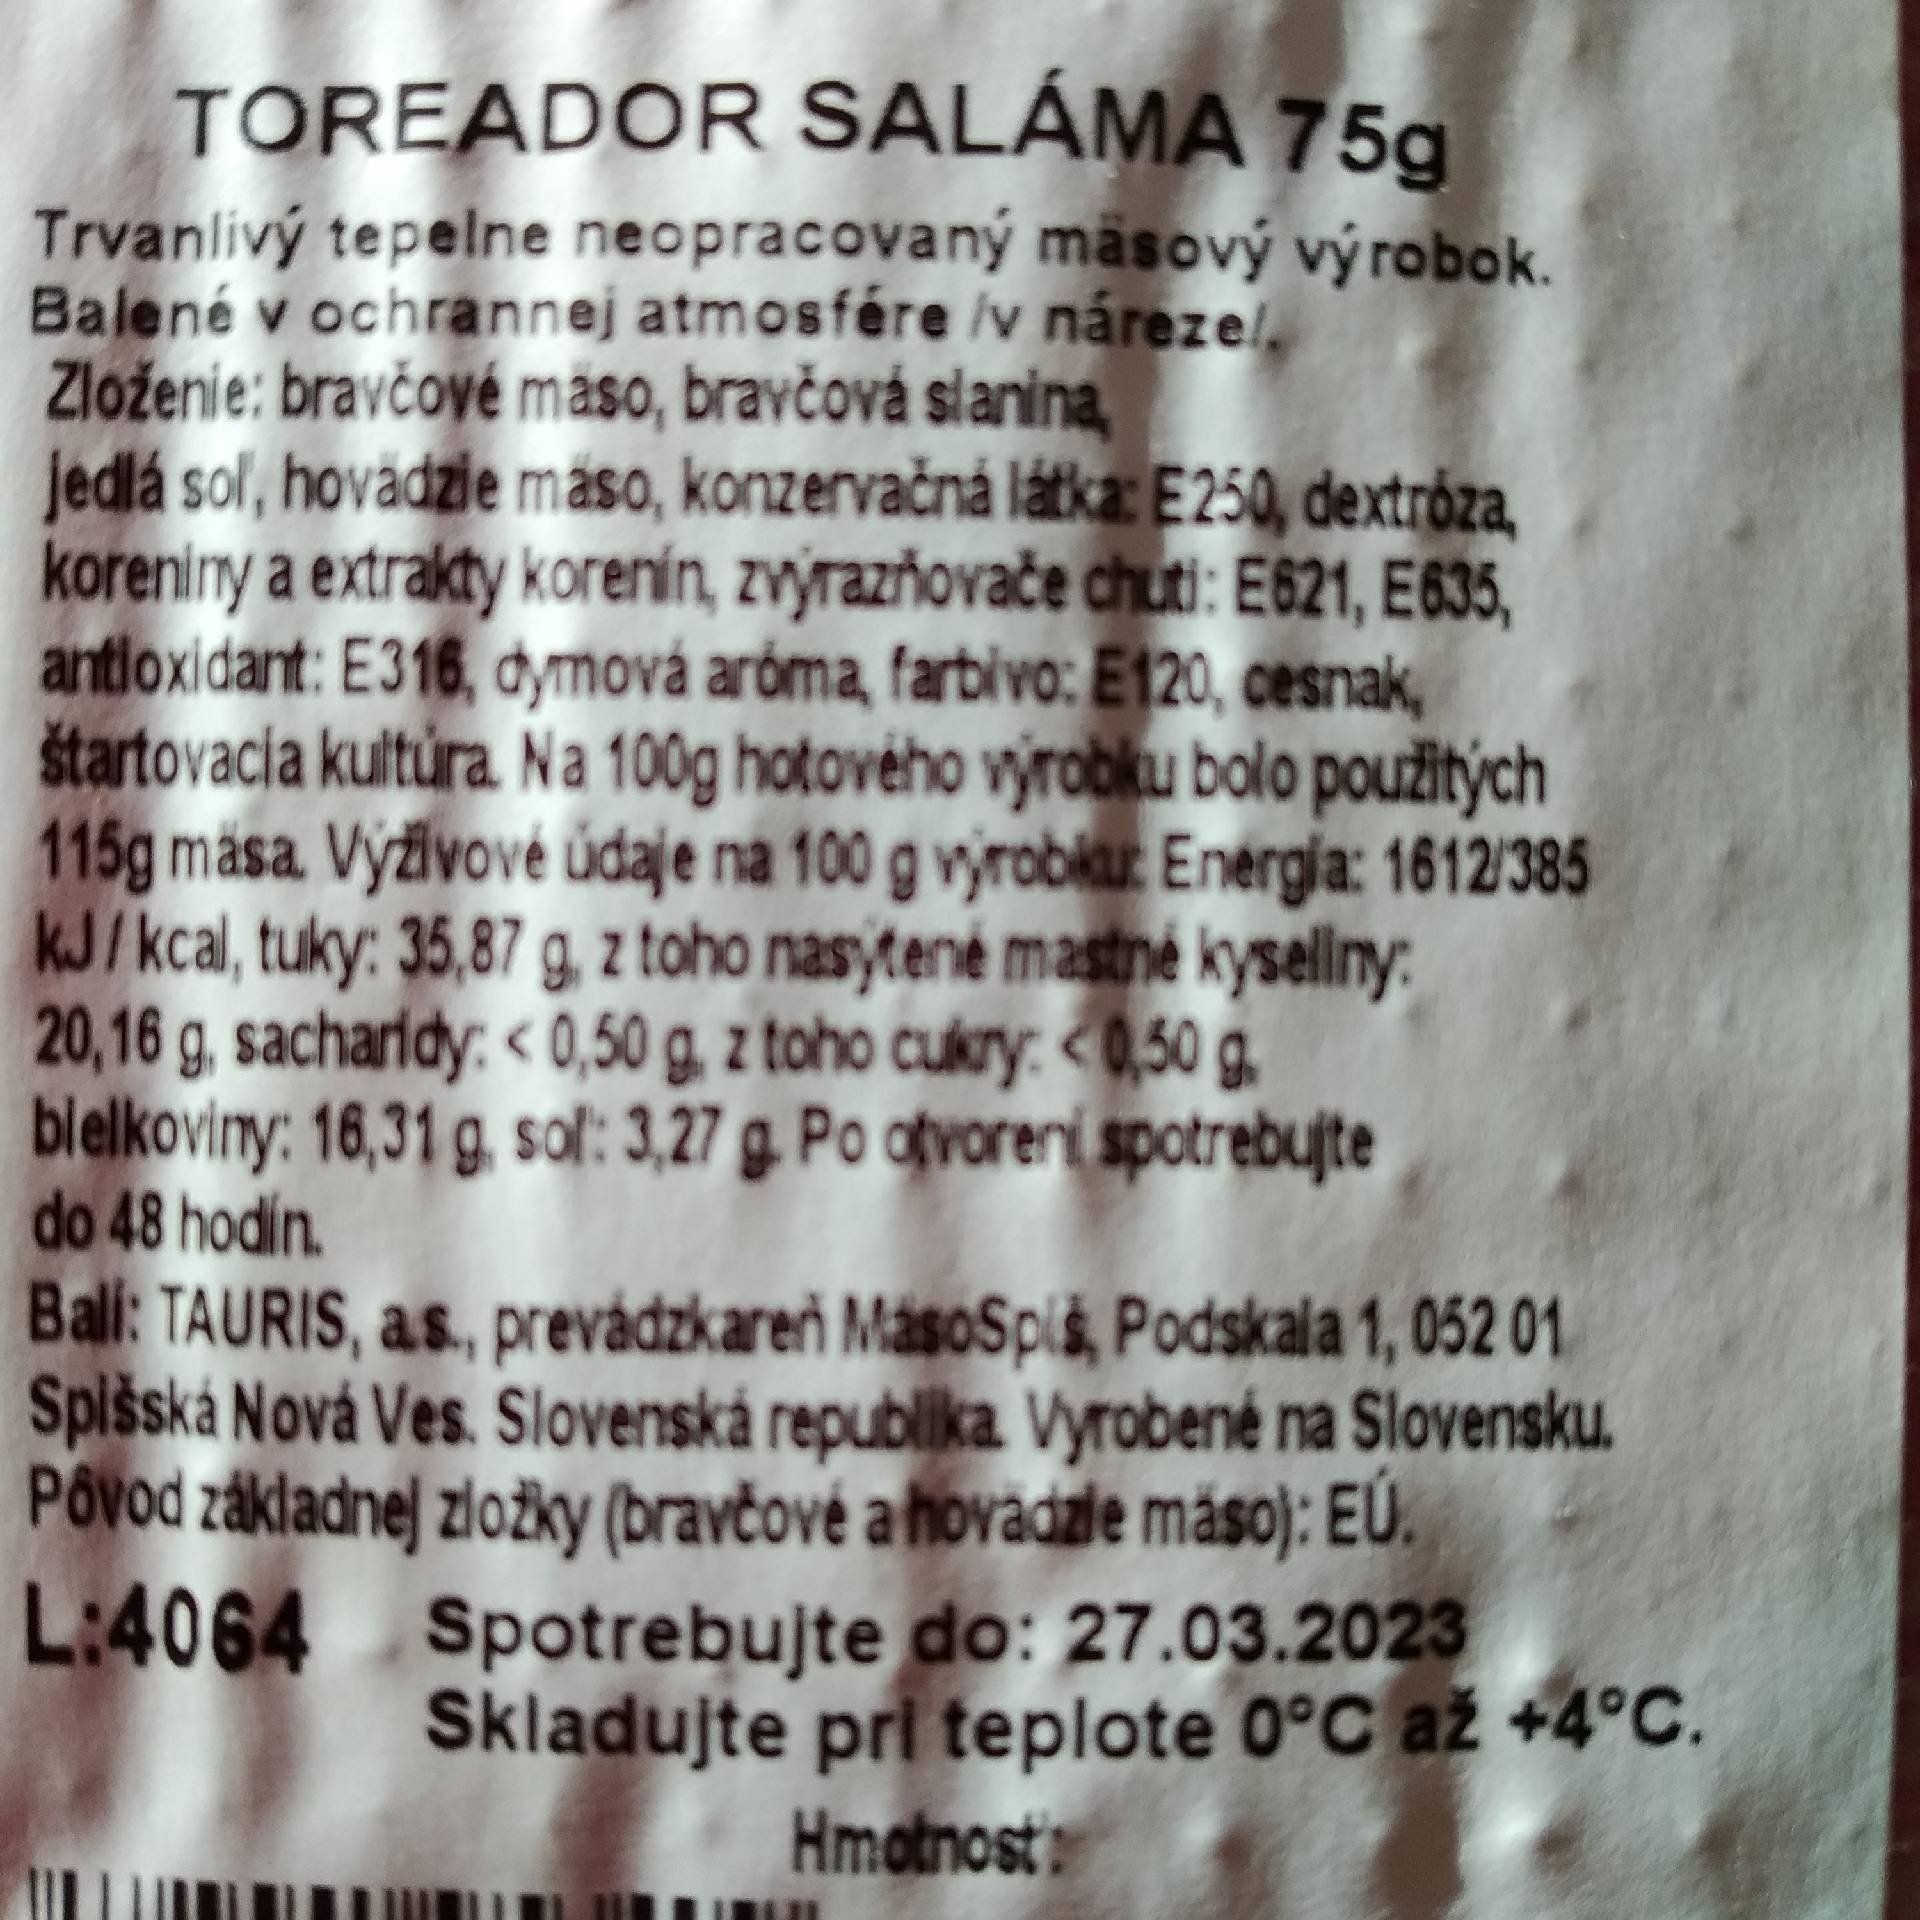 TOREADOR SALÁMA 75g
Trvanlivý tepelne neopracovaný mäsový výrobok.
Balené v ochrannej atmosfére /v náreze/.
Zloženie: bravčové mäso, bravčová slanina,
jedlá soľ, hovädzie mäso, konzervačná látka: E250, dextróza,
koreniny a extrakty korenín, zvýrazňovače chuti: E621, E635,
antioxidant: E316, dymová aróma, farbivo: E120, cesnak,
štartovacia kultúra. Na 100g hotového výrobku bolo použitých
115g mäsa. Výživové údaje na 100 g výrobku: Energia: 1612/385
kJ / kcal, tuky: 35,87 g, z toho nasýtené mastné kyseliny:
20,16 g, sacharidy: < 0,50 g, z toho cukry: < 0,50 g,
bielkoviny: 16,31 g, soľ: 3,27 g. Po otvorení spotrebujte
do 48 hodín.
Balí: TAURIS, a.s., prevádzkareň MäsoSpiš, Podskala 1, 052 01
Spišská Nová Ves. Slovenská republika. Vyrobené na Slovensku.
Pôvod základnej zložky (bravčové a hovädzie mäso): EÚ.
L:4064 Spotrebujte do: 27.03.2023
Skladujte pri teplote 0°C až +4°C.
Hmotnosť: